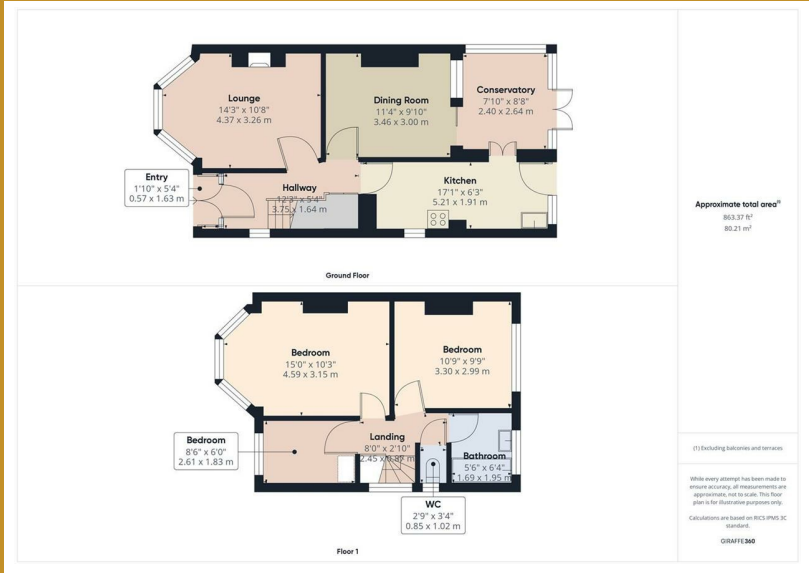 Lounge
14'3" x 10'8"
4.37 x 3.26 m
Dining Room
11'4" x 9'10"
3.46 x 3.00 m
Conservatory
7'10" x 8'8"
2.40 x 2.64 m
Entry
1'10" x 5'4"
0.57 x 1.63 m
Hallway
12'3" x 5'4"
3.75 x 1.64 m
Kitchen
17'1" x 6'3"
5.21 x 1.91 m
Ground Floor
Approximate total area(1)
863.37 ft²
80.21 m²
Bedroom
15'0" x 10'3"
4.59 x 3.15 m
Bedroom
10'9" x 9'9"
3.30 x 2.99 m
Bedroom
8'6" x 6'0"
2.61 x 1.83 m
Landing
8'0" x 2'10"
2.45 x 0.87 m
Bathroom
5'6" x 6'4"
1.69 x 1.95 m
WC
2'9" x 3'4"
0.85 x 1.02 m
Floor 1
(1) Excluding balconies and terraces
While every attempt has been made to
ensure accuracy, all measurements are
approximate, not to scale. This floor
plan is for illustrative purposes only.
Calculations are based on RICS IPMS 3C
standard.
GIRAFFE360